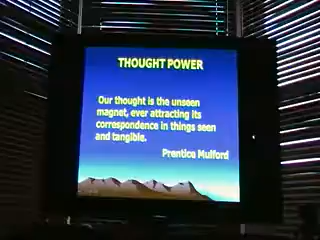 THOUGHT POWER
Our thought is the unseen
magnet, ever attracting its
correspondence in things seen
and tangible.
Prentice Mulford